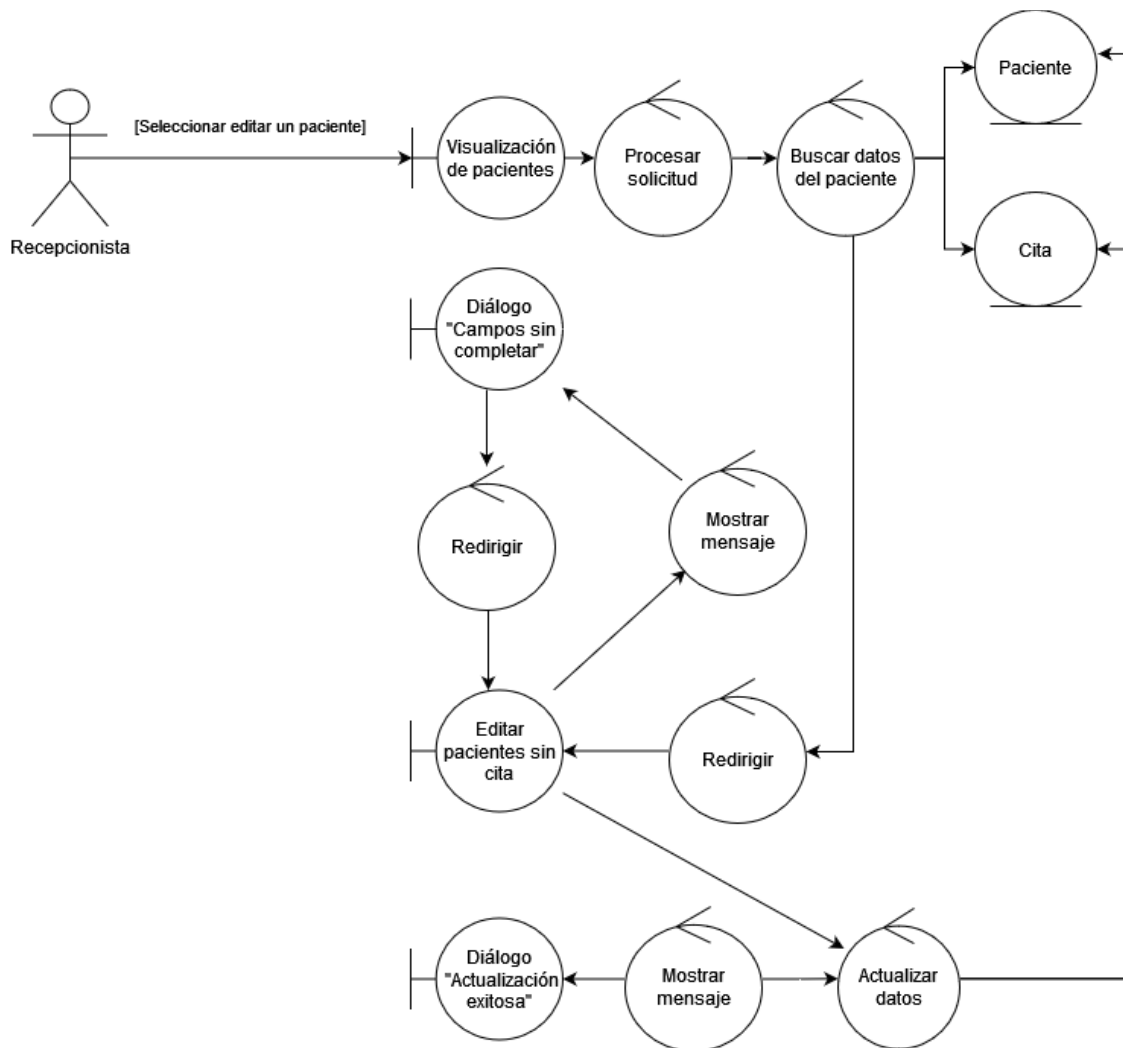 Paciente
[Seleccionar editar un paciente]
Visualización
de pacientes
Procesar
solicitud
Buscar datos
del paciente
Recepcionista
Cita
Diálogo
"Campos sin
completar"
Redirigir
Mostrar
mensaje
Editar
pacientes sin
cita
Redirigir
Diálogo
"Actualización
exitosa"
Mostrar
mensaje
Actualizar
datos